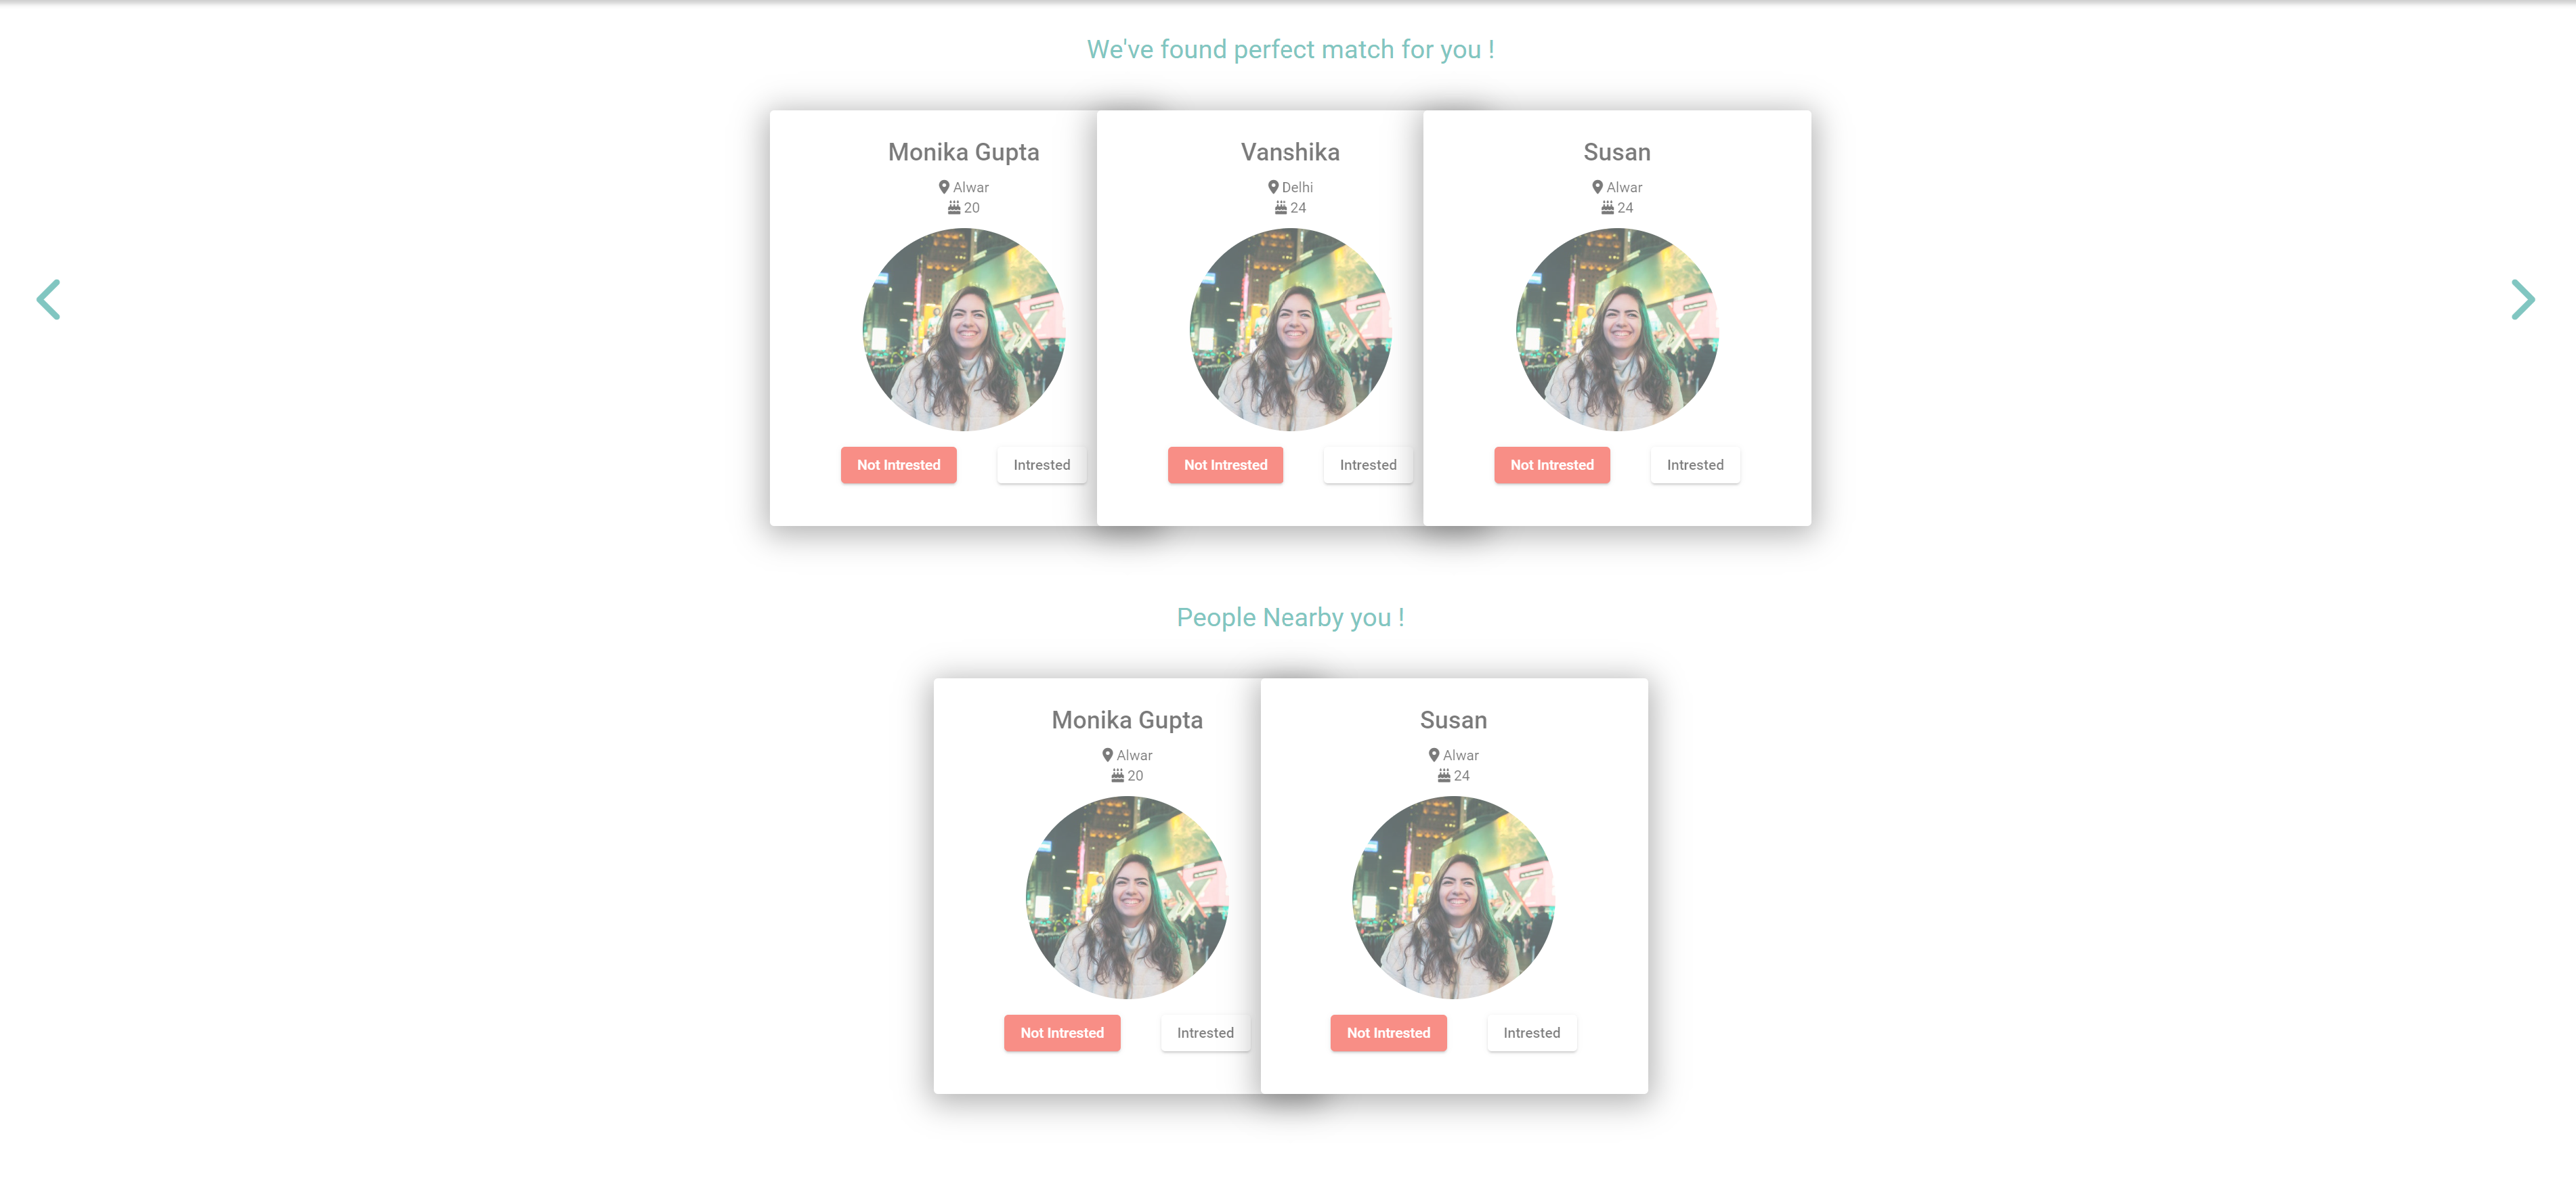 We've found perfect match for you !
Monika Gupta
Alwar
20
Not Intrested
Intrested
Vanshika
Delhi
24
Not Intrested
Intrested
Susan
Alwar
24
Not Intrested
Intrested
People Nearby you !
Monika Gupta
Alwar
20
Not Intrested
Intrested
Susan
Alwar
24
Not Intrested
Intrested